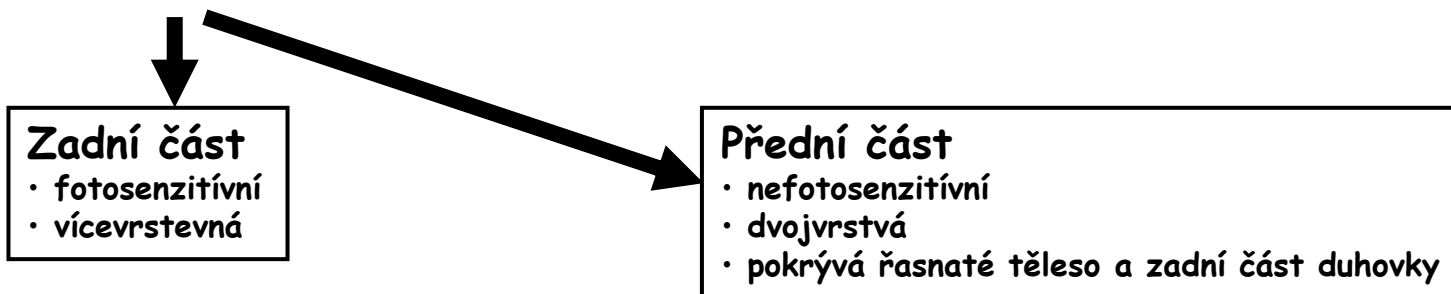 Zadní část
• fotosenzitívní
• vícevrstevná
Přední část
• nefotosenzitívní
• dvojvrstvá
• pokrývá řasnaté těleso a zadní část duhovky